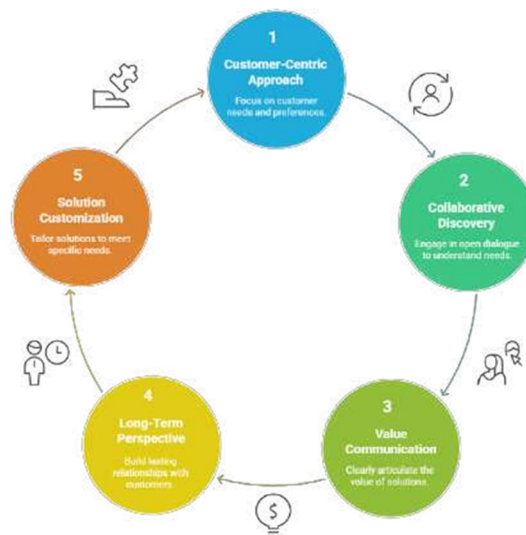 1
Customer-Centric
Approach
Focus on customer
needs and preferences.
2
Collaborative
Discovery
Engage in open dialogue
to understand needs.
3
Value
Communication
Clearly articulate the
value of solutions.
4
Long-Term
Perspective
Build lasting
relationships with
customers.
5
Solution
Customization
Tailor solutions to meet
specific needs.
$